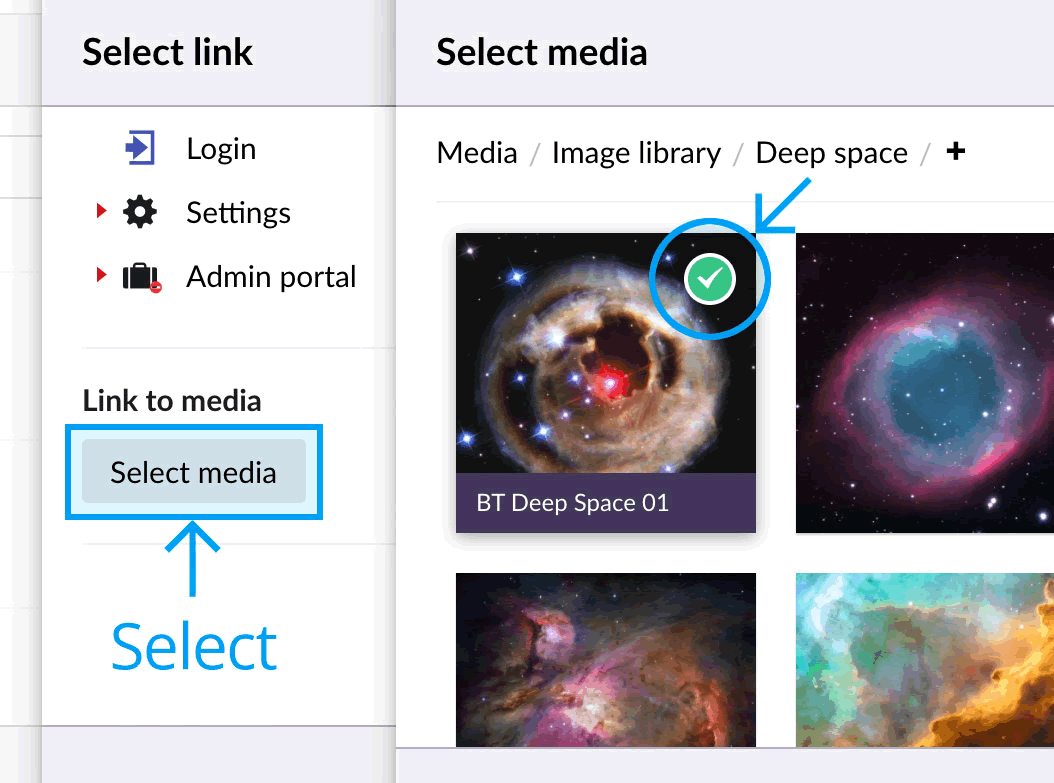 Select link
Login
Settings
Admin portal
Link to media
Select media
Select
Select media
Media / Image library / Deep space / +
BT Deep Space 01